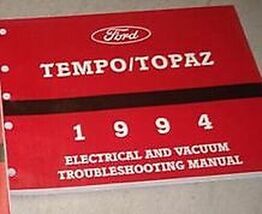 Ford
TEMPO/TOPAZ
1994
ELECTRICAL AND VACUUM
TROUBLESHOOTING MANUAL